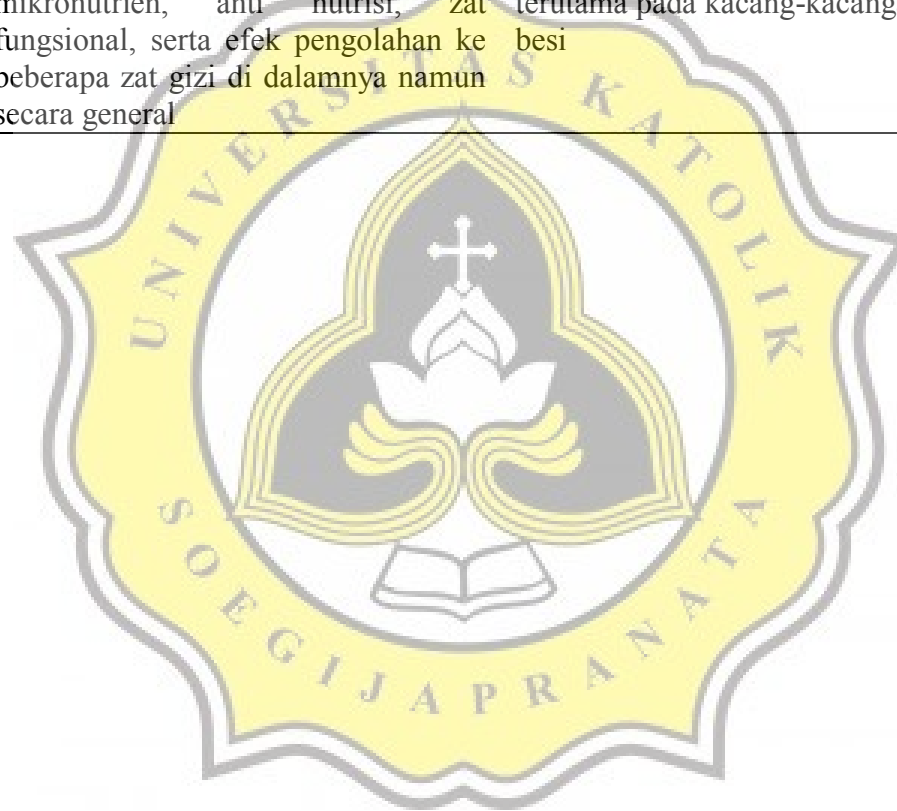 mikronutrien, anti nutrisi, zat
fungsional, serta efek pengolahan ke
beberapa zat gizi di dalamnya namun
secara general
terutama pada kacang-kacang
besi
UNIVERSITAS KATOLIK
SOEGIJAPRANATA